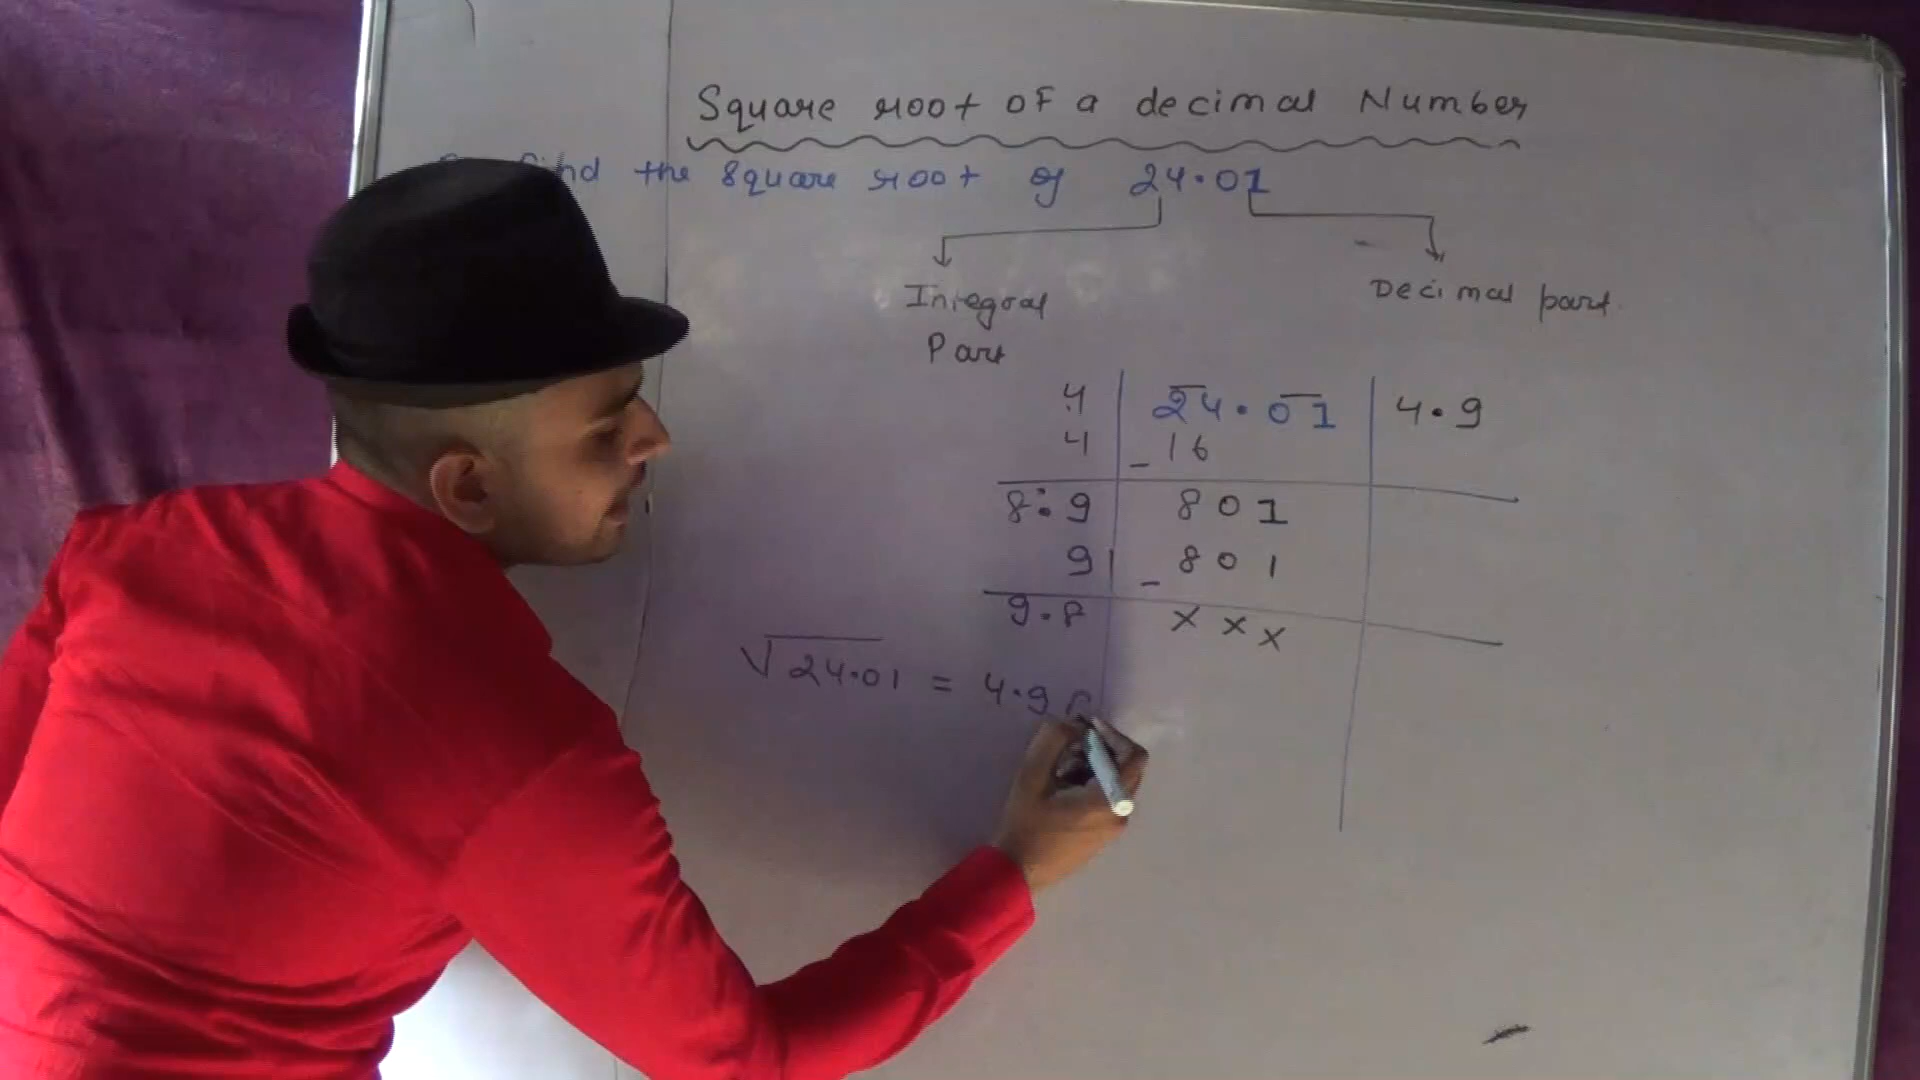 Square root of a decimal Number
find the square root of 24.01
Integral
Part
Decimal part
4 24.01 4.9
4 -16
8.9 801
9 -801
9.8 x x x
√24.01 = 4.9